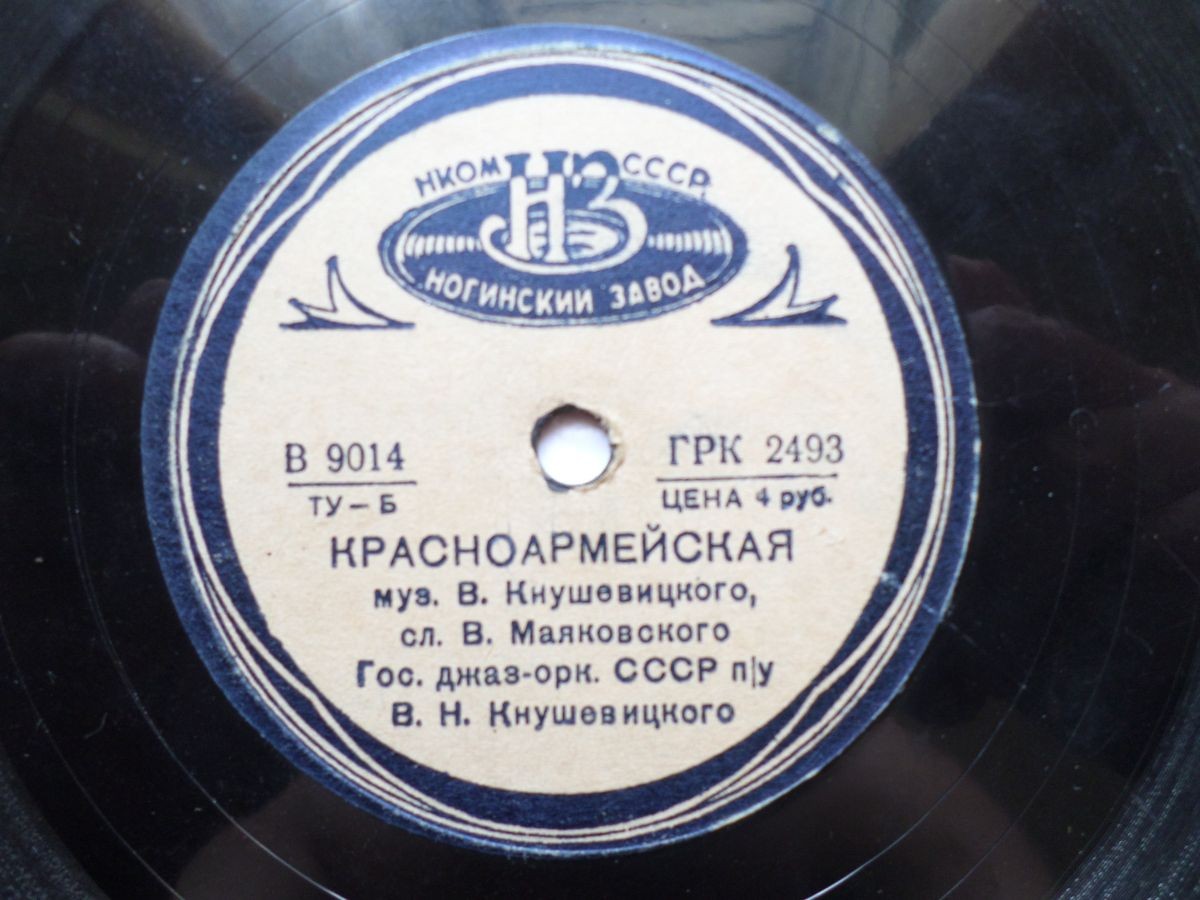 НКОМ НЗ СССР
НОГИНСКИЙ ЗАВОД
В 9014 ГРК 2493
ТУ-Б ЦЕНА 4 руб.
КРАСНОАРМЕЙСКАЯ
муз. В. Кнушевицкого,
сл. В. Маяковского
Гос. джаз-орк. СССР п/у
В. Н. Кнушевицкого